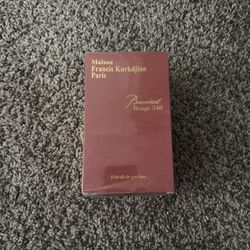 Maison
Francis Kurkdjian
Paris
Baccarat
Rouge 540
Extrait de parfum